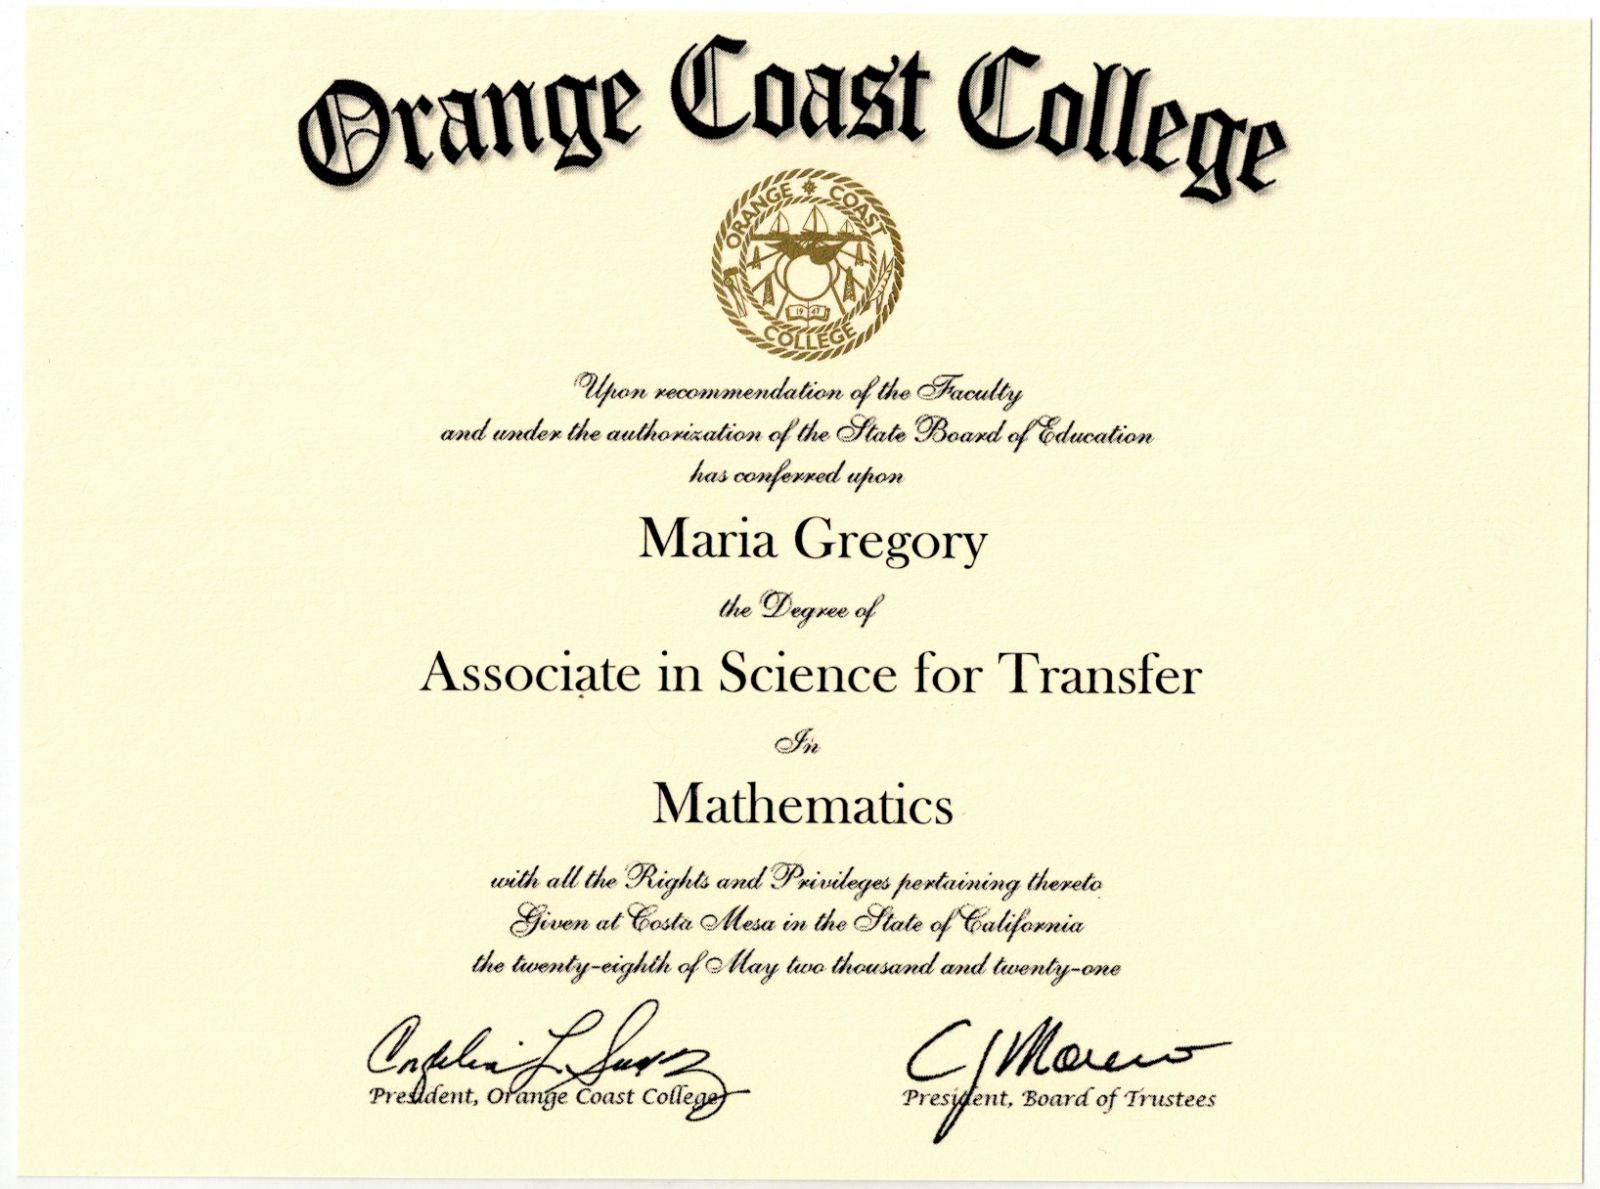 Orange Coast College
ORANGE COAST
COLLEGE
1947
Upon recommendation of the Faculty
and under the authorization of the State Board of Education
has conferred upon
Maria Gregory
the Degree of
Associate in Science for Transfer
In
Mathematics
with all the Rights and Privileges pertaining thereto
Given at Costa Mesa in the State of California
the twenty-eighth of May two thousand and twenty-one
CJMoreno
President, Orange Coast College
President, Board of Trustees